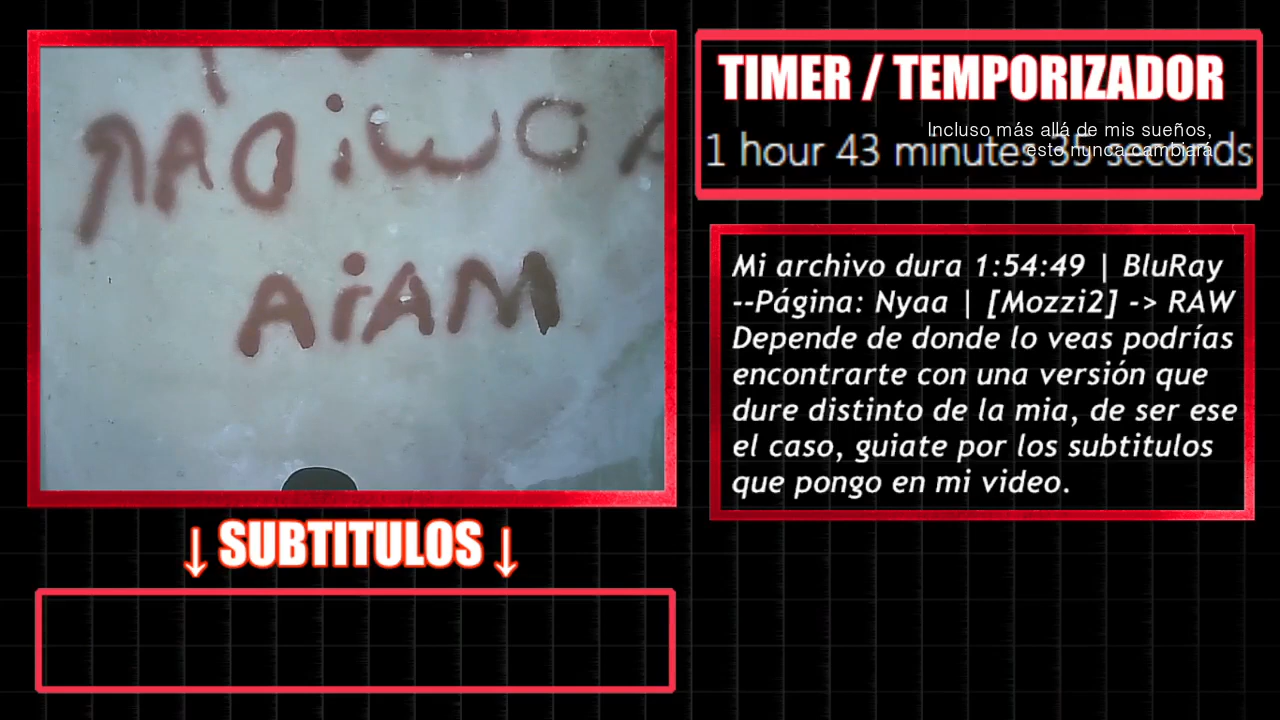 AiAM
TIMER / TEMPORIZADOR
1 hour 43 minutes 35 seconds
Incluso más allá de mis sueños,
esto nunca cambiará
Mi archivo dura 1:54:49 | BluRay
--Página: Nyaa | [Mozzi2] -> RAW
Depende de donde lo veas podrías
encontrarte con una versión que
dure distinto de la mia, de ser ese
el caso, guiate por los subtitulos
que pongo en mi video.
↓ SUBTITULOS ↓